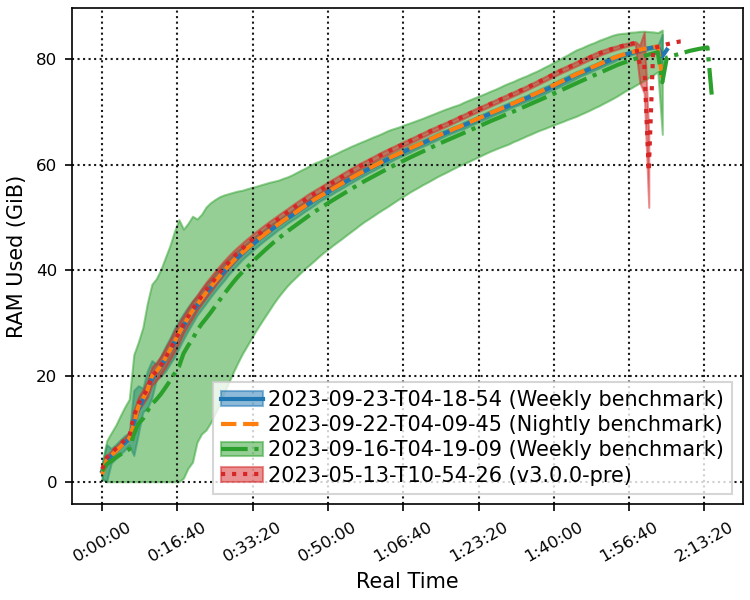 80
60
40
20
0
RAM Used (GiB)
2023-09-23-T04-18-54 (Weekly benchmark)
2023-09-22-T04-09-45 (Nightly benchmark)
2023-09-16-T04-19-09 (Weekly benchmark)
2023-05-13-T10-54-26 (v3.0.0-pre)
0:00:00 0:16:40 0:33:20 0:50:00 1:06:40 1:23:20 1:40:00 1:56:40 2:13:20
Real Time